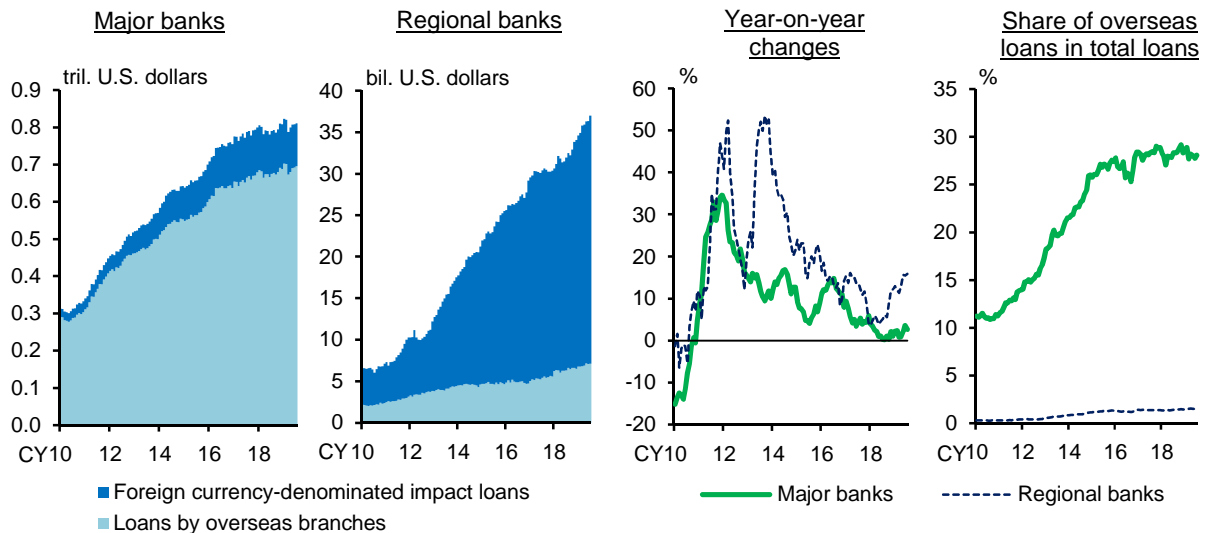 Major banks
tril. U.S. dollars
0.9
0.8
0.7
0.6
0.5
0.4
0.3
0.2
0.1
0.0
CY10 12 14 16 18
Regional banks
bil. U.S. dollars
40
35
30
25
20
15
10
5
0
CY10 12 14 16 18
Foreign currency-denominated impact loans
Loans by overseas branches
Year-on-year
changes
%
60
50
40
30
20
10
0
-10
-20
CY10 12 14 16 18
Share of overseas
loans in total loans
%
35
30
25
20
15
10
5
0
CY10 12 14 16 18
Major banks
Regional banks